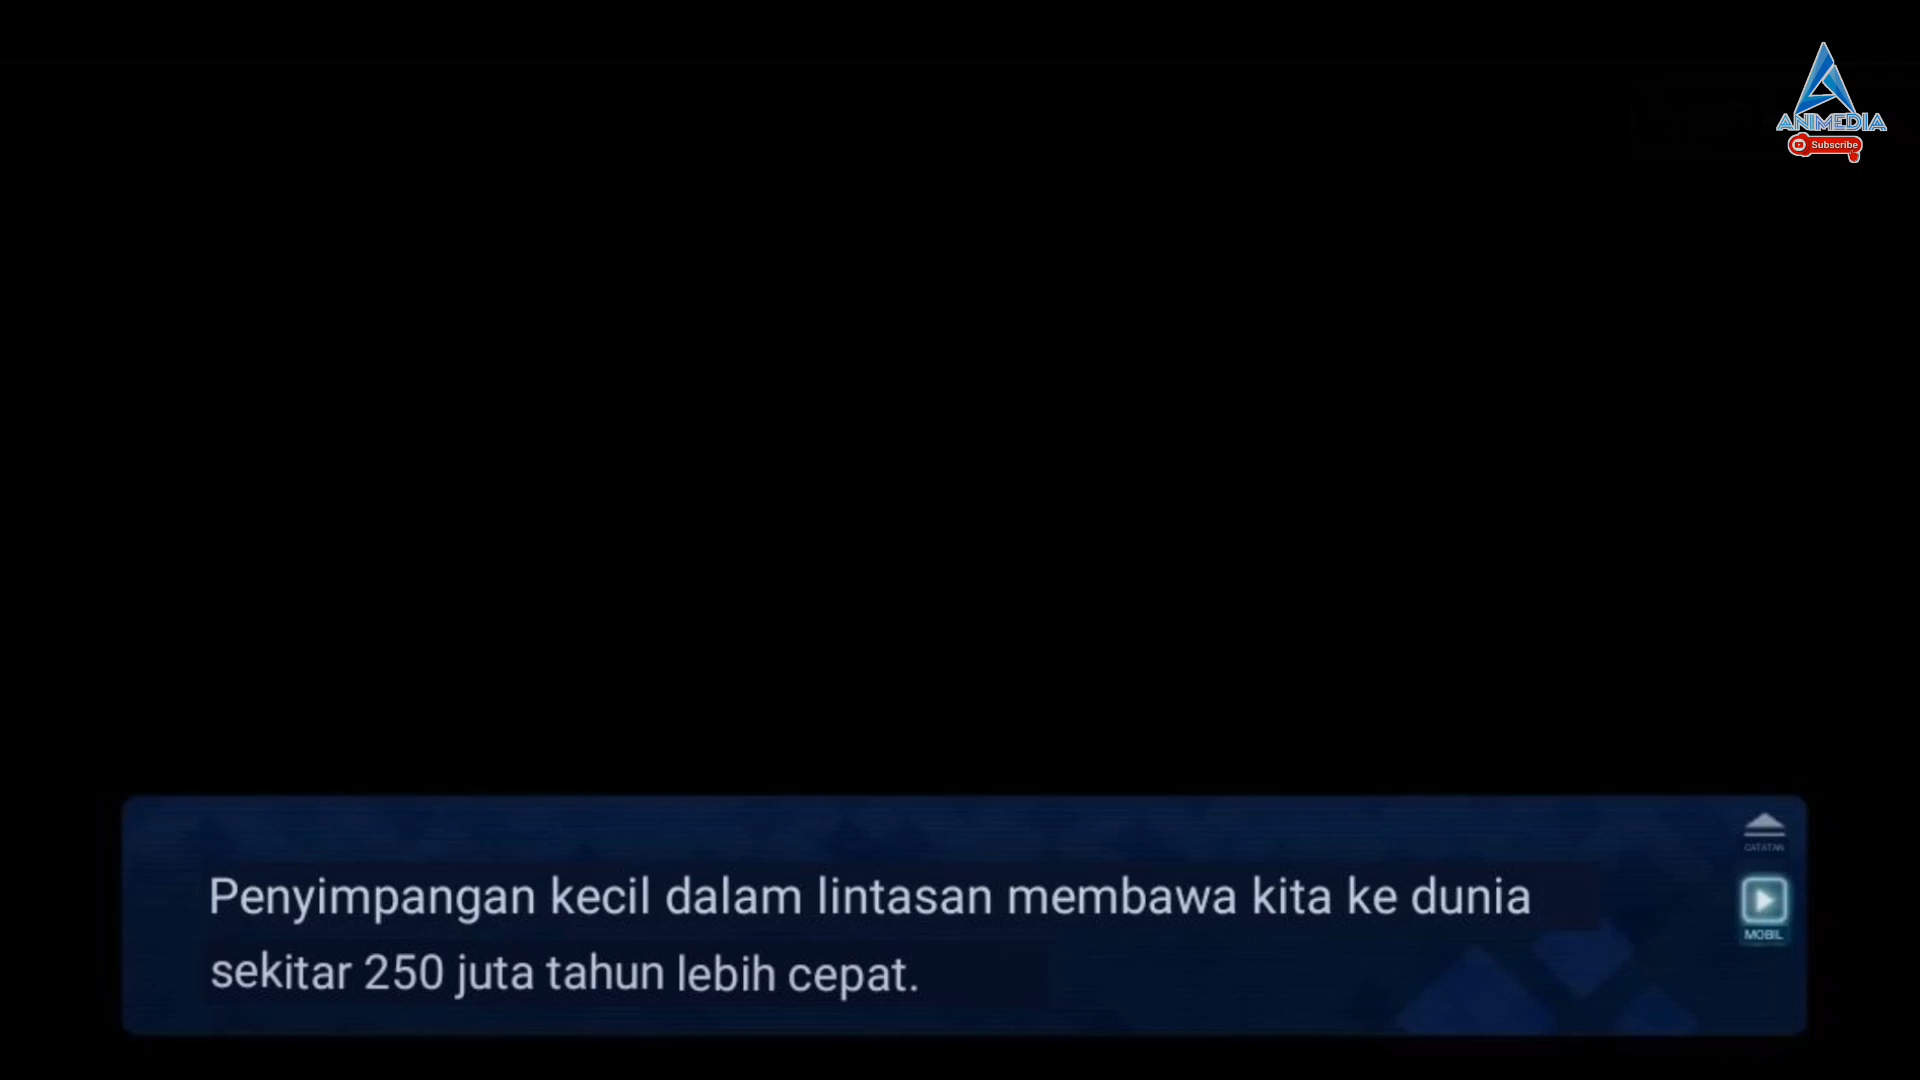 ANIMEDIA
Subscribe
CATATAN
Penyimpangan kecil dalam lintasan membawa kita ke dunia
MOBIL
sekitar 250 juta tahun lebih cepat.